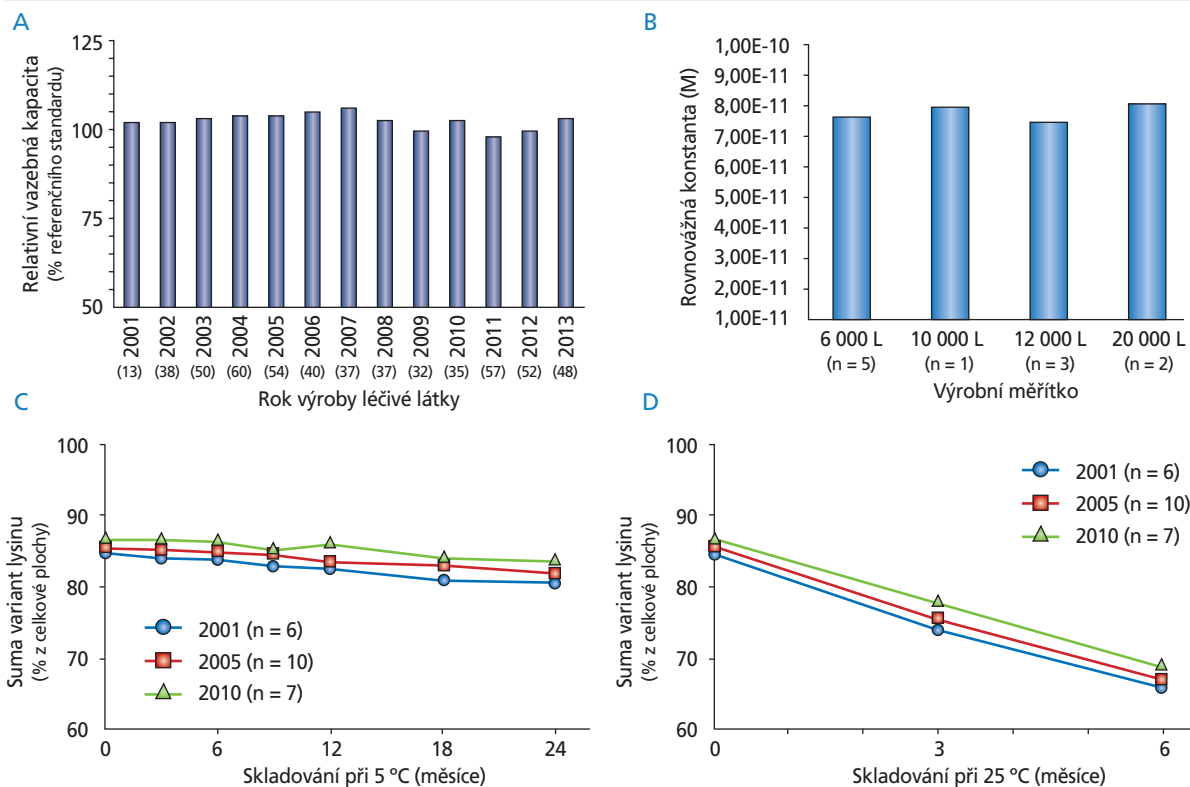 A
Relativní vazebná kapacita
(% referenčního standardu)
125
100
75
50
2001 2002 2003 2004 2005 2006 2007 2008 2009 2010 2011 2012 2013
(13) (38) (50) (60) (54) (40) (37) (37) (32) (35) (57) (52) (48)
Rok výroby léčivé látky
B
Rovnovážná konstanta (M)
1,00E-10
9,00E-11
8,00E-11
7,00E-11
6,00E-11
5,00E-11
4,00E-11
3,00E-11
2,00E-11
1,00E-11
6 000 L 10 000 L 12 000 L 20 000 L
(n = 5) (n = 1) (n = 3) (n = 2)
Výrobní měřítko
C
Suma variant lysinu
(% z celkové plochy)
100
90
80
70
60
2001 (n = 6)
2005 (n = 10)
2010 (n = 7)
0 6 12 18 24
Skladování při 5 ºC (měsíce)
D
Suma variant lysinu
(% z celkové plochy)
100
90
80
70
60
2001 (n = 6)
2005 (n = 10)
2010 (n = 7)
0 3 6
Skladování při 25 ºC (měsíce)